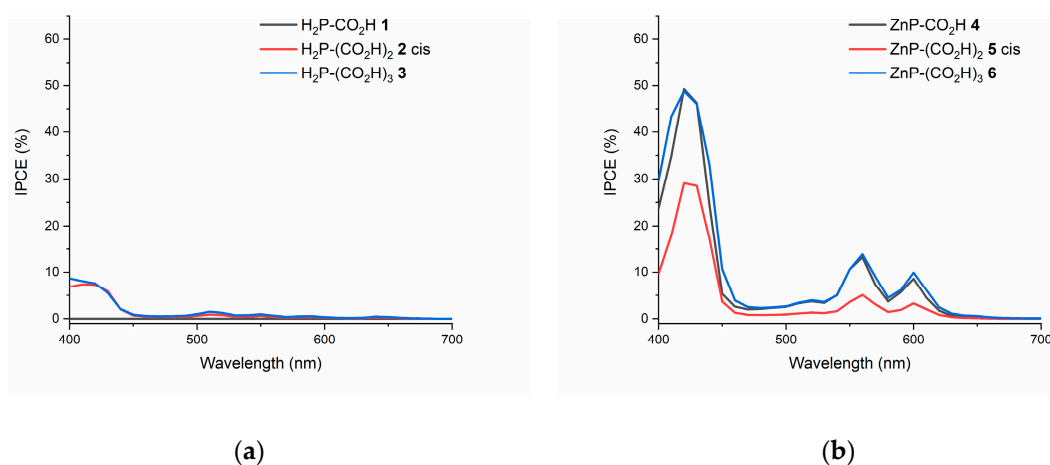 H₂P-CO₂H 1
H₂P-(CO₂H)₂ 2 cis
H₂P-(CO₂H)₃ 3
60
50
40
30
20
10
0
IPCE (%)
400
500
600
700
Wavelength (nm)
(a)
ZnP-CO₂H 4
ZnP-(CO₂H)₂ 5 cis
ZnP-(CO₂H)₃ 6
60
50
40
30
20
10
0
IPCE (%)
400
500
600
700
Wavelength (nm)
(b)